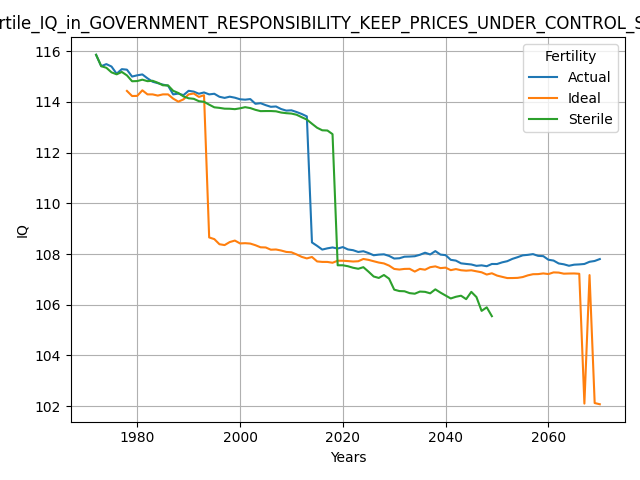 rtile_IQ_in_GOVERNMENT_RESPONSIBILITY_KEEP_PRICES_UNDER_CONTROL_S
Fertility
Actual
Ideal
Sterile
116
114
112
110
108
106
104
102
IQ
1980 2000 2020 2040 2060
Years